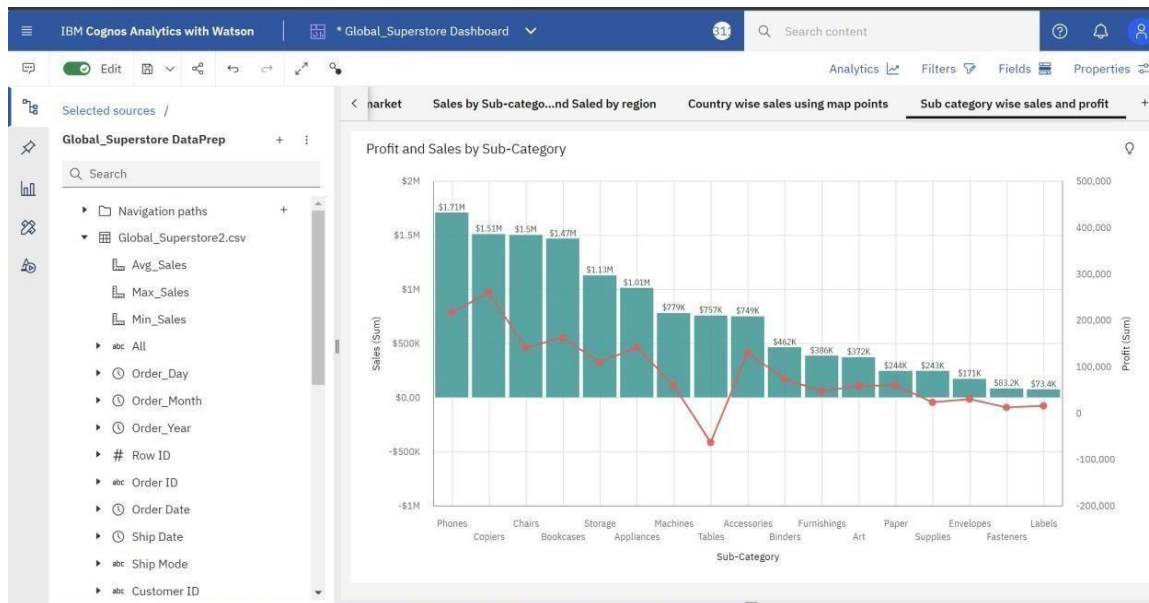 IBM Cognos Analytics with Watson
* Global_Superstore Dashboard
Search content
Edit
Analytics
Filters
Fields
Properties
Selected sources /
narket
Sales by Sub-catego...nd Saled by region
Country wise sales using map points
Sub category wise sales and profit
+
Global_Superstore DataPrep
+
Search
Navigation paths
+
Global_Superstore2.csv
Avg_Sales
Max_Sales
Min_Sales
abc All
Order_Day
Order_Month
Order_Year
# Row ID
abc Order ID
Order Date
Ship Date
abc Ship Mode
abc Customer ID
Profit and Sales by Sub-Category
$2M
$1.5M
$1M
$500K
$0.00
-$500K
-$1M
Sales (Sum)
$1.71M
$1.51M
$1.5M
$1.47M
$1.13M
$1.01M
$779K
$757K
$749K
$462K
$386K
$372K
$244K
$243K
$171K
$83.2K
$73.4K
500,000
400,000
300,000
200,000
100,000
0
-100,000
-200,000
Profit (Sum)
Phones
Copiers
Chairs
Bookcases
Storage
Appliances
Machines
Tables
Accessories
Binders
Furnishings
Art
Paper
Supplies
Envelopes
Fasteners
Labels
Sub-Category